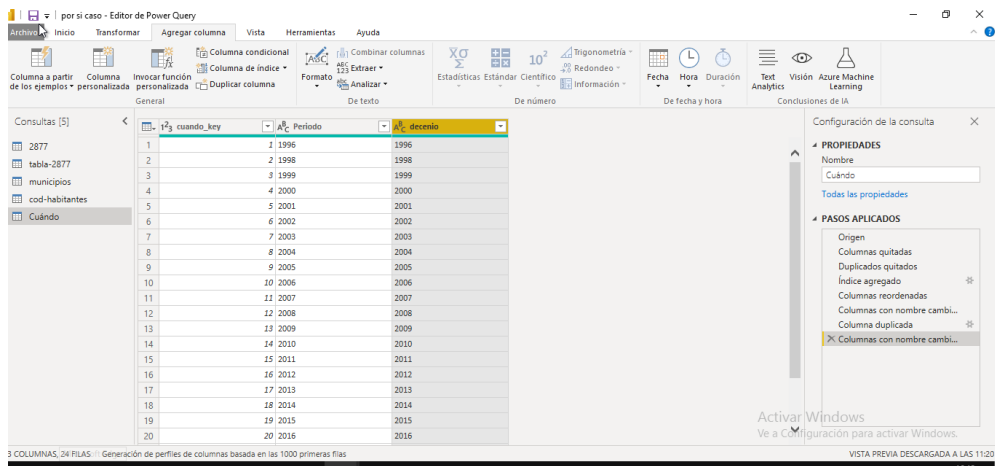 por si caso - Editor de Power Query
Archivo Inicio Transformar Agregar columna Vista Herramientas Ayuda
Columna a partir de los ejemplos
Columna personalizada
Invocar función personalizada
Columna condicional
Columna de índice
Duplicar columna
General
Formato
Combinar columnas
Extraer
Analizar
De texto
Estadísticas
Estándar
Científico
Trigonometría
Redondeo
Información
De número
Fecha
Hora
Duración
De fecha y hora
Text Analytics
Visión
Azure Machine Learning
Conclusiones de IA
Consultas [5]
2877
tabla-2877
municipios
cod-habitantes
Cuándo
cuando_key Periodo decenio
1 1 1996 1996
2 2 1998 1998
3 3 1999 1999
4 4 2000 2000
5 5 2001 2001
6 6 2002 2002
7 7 2003 2003
8 8 2004 2004
9 9 2005 2005
10 10 2006 2006
11 11 2007 2007
12 12 2008 2008
13 13 2009 2009
14 14 2010 2010
15 15 2011 2011
16 16 2012 2012
17 17 2013 2013
18 18 2014 2014
19 19 2015 2015
20 20 2016 2016
Configuración de la consulta
PROPIEDADES
Nombre
Cuándo
Todas las propiedades
PASOS APLICADOS
Origen
Columnas quitadas
Duplicados quitados
Índice agregado
Columnas reordenadas
Columnas con nombre cambi...
Columna duplicada
Columnas con nombre cambi...
Activar Windows
Ve a Configuración para activar Windows.
3 COLUMNAS, 24 FILAS Generación de perfiles de columnas basada en las 1000 primeras filas
VISTA PREVIA DESCARGADA A LAS 11:20